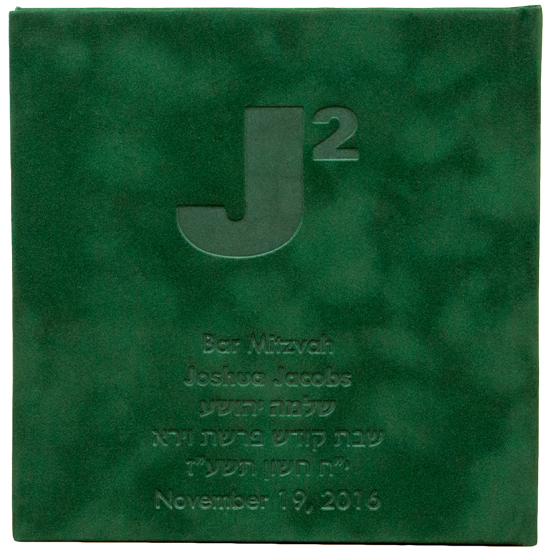 J²
Bar Mitzvah
Joshua Jacobs
שלמה יהושע
שבת קודש פרשת וירא
י״ח חשון תשע״ז
November 19, 2016